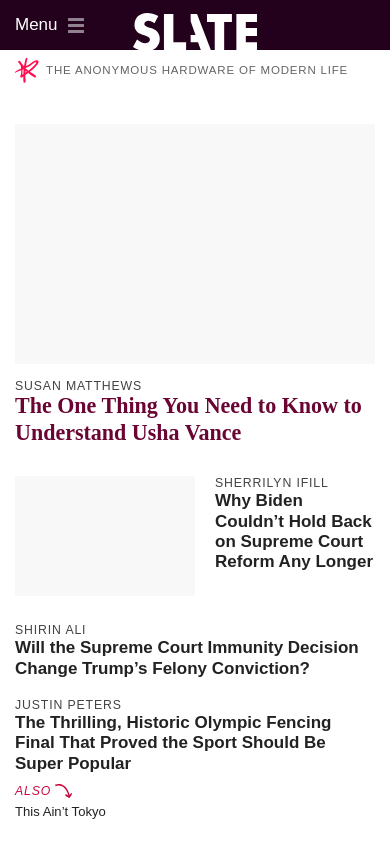 Menu
SLATE
THE ANONYMOUS HARDWARE OF MODERN LIFE
SUSAN MATTHEWS
The One Thing You Need to Know to
Understand Usha Vance
SHERRILYN IFILL
Why Biden
Couldn’t Hold Back
on Supreme Court
Reform Any Longer
SHIRIN ALI
Will the Supreme Court Immunity Decision
Change Trump’s Felony Conviction?
JUSTIN PETERS
The Thrilling, Historic Olympic Fencing
Final That Proved the Sport Should Be
Super Popular
ALSO
This Ain’t Tokyo